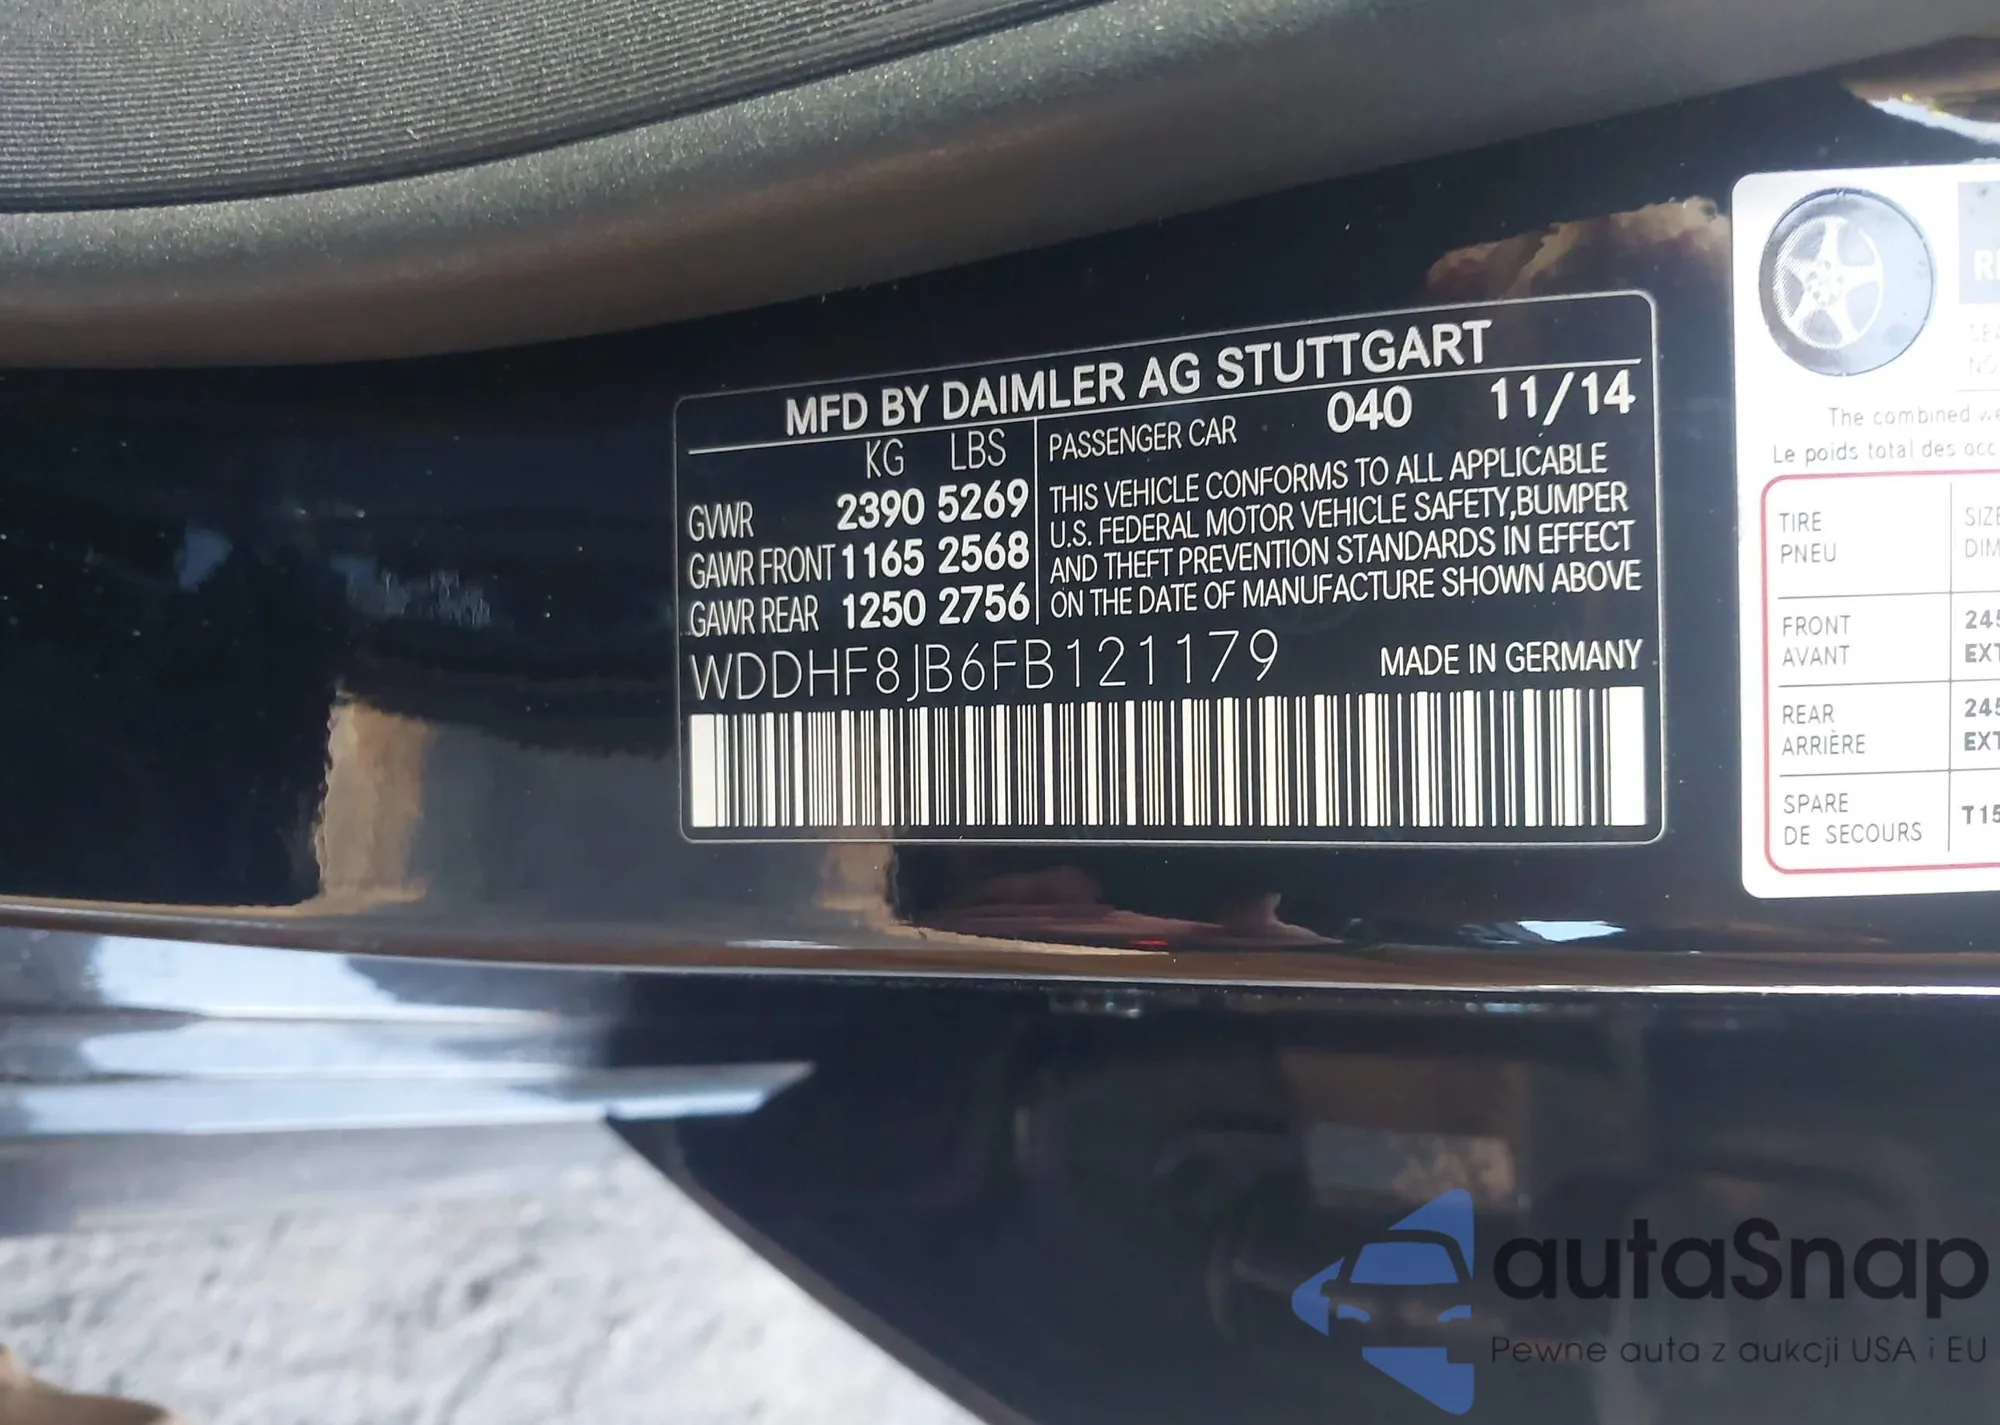 MFD BY DAIMLER AG STUTTGART
KG LBS
GVWR 2390 5269
GAWR FRONT 1165 2568
GAWR REAR 1250 2756
PASSENGER CAR 040 11/14
THIS VEHICLE CONFORMS TO ALL APPLICABLE
U.S. FEDERAL MOTOR VEHICLE SAFETY,BUMPER
AND THEFT PREVENTION STANDARDS IN EFFECT
ON THE DATE OF MANUFACTURE SHOWN ABOVE
WDDHF8JB6FB121179 MADE IN GERMANY
The combined
Le poids total des
TIRE
PNEU
FRONT
AVANT
REAR
ARRIÈRE
SPARE
DE SECOURS
autaSnap
Pewne auta z aukcji USA i EU